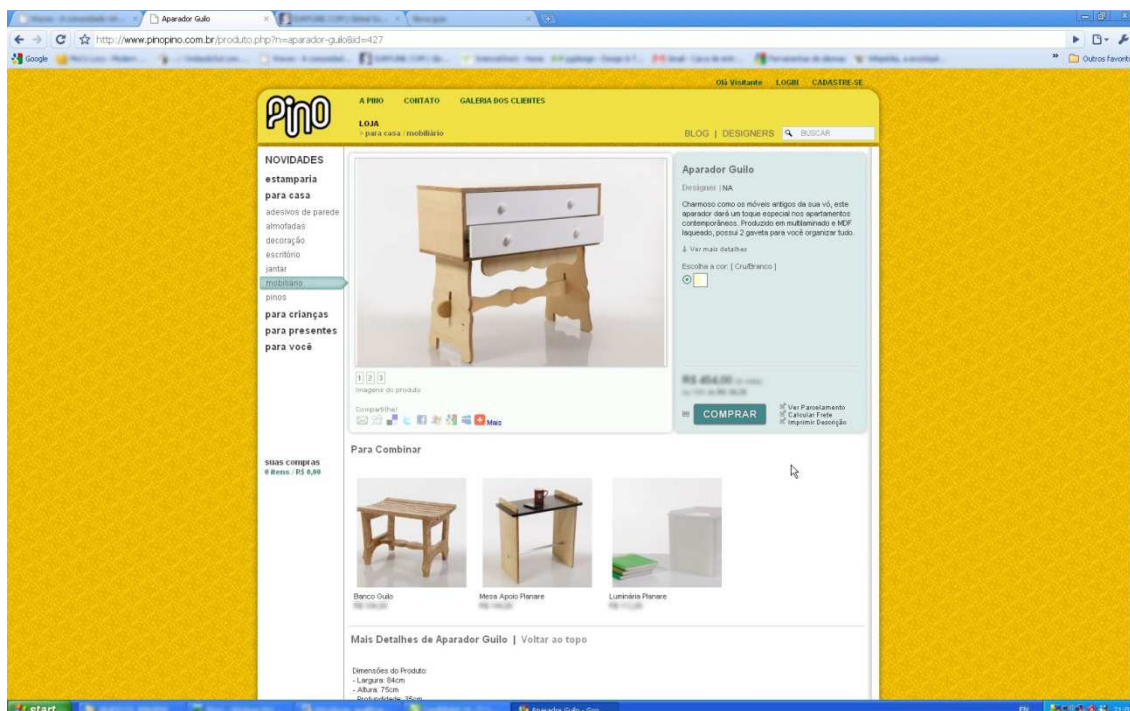 Aparador Guilo
http://www.pinopino.com.br/produto.php?n=aparador-guilo&id=427
Google
Outros favorit
Olá Visitante LOGIN CADASTRE-SE
Pino
A PINO CONTATO GALERIA DOS CLIENTES
LOJA
> para casa / mobiliário
BLOG | DESIGNERS BUSCAR
NOVIDADES
estamparia
para casa
adesivos de parede
almofadas
decoração
escritório
jantar
mobiliário
pinos
para crianças
para presentes
para você
suas compras
0 itens / R$ 0,00
1 2 3
Imagens do produto
Compartilhe!
Mais
Aparador Guilo
Designer | NA
Charmoso como os móveis antigos da sua vó, este
aparador dará um toque especial nos apartamentos
contemporâneos. Produzido em multilaminado e MDF
laqueado, possui 2 gaveta para você organizar tudo.
↓ Ver mais detalhes
Escolha a cor: [ Cru/Branco ]
COMPRAR
Ver Parcelamento
Calcular Frete
Imprimir Descrição
Para Combinar
Banco Guilo
Mesa Apoio Planare
Luminária Planare
Mais Detalhes de Aparador Guilo | Voltar ao topo
Dimensões do Produto:
- Largura: 84cm
- Altura: 75cm
- Profundidade: 35cm
start
Aparador Guilo - Goo...
EN